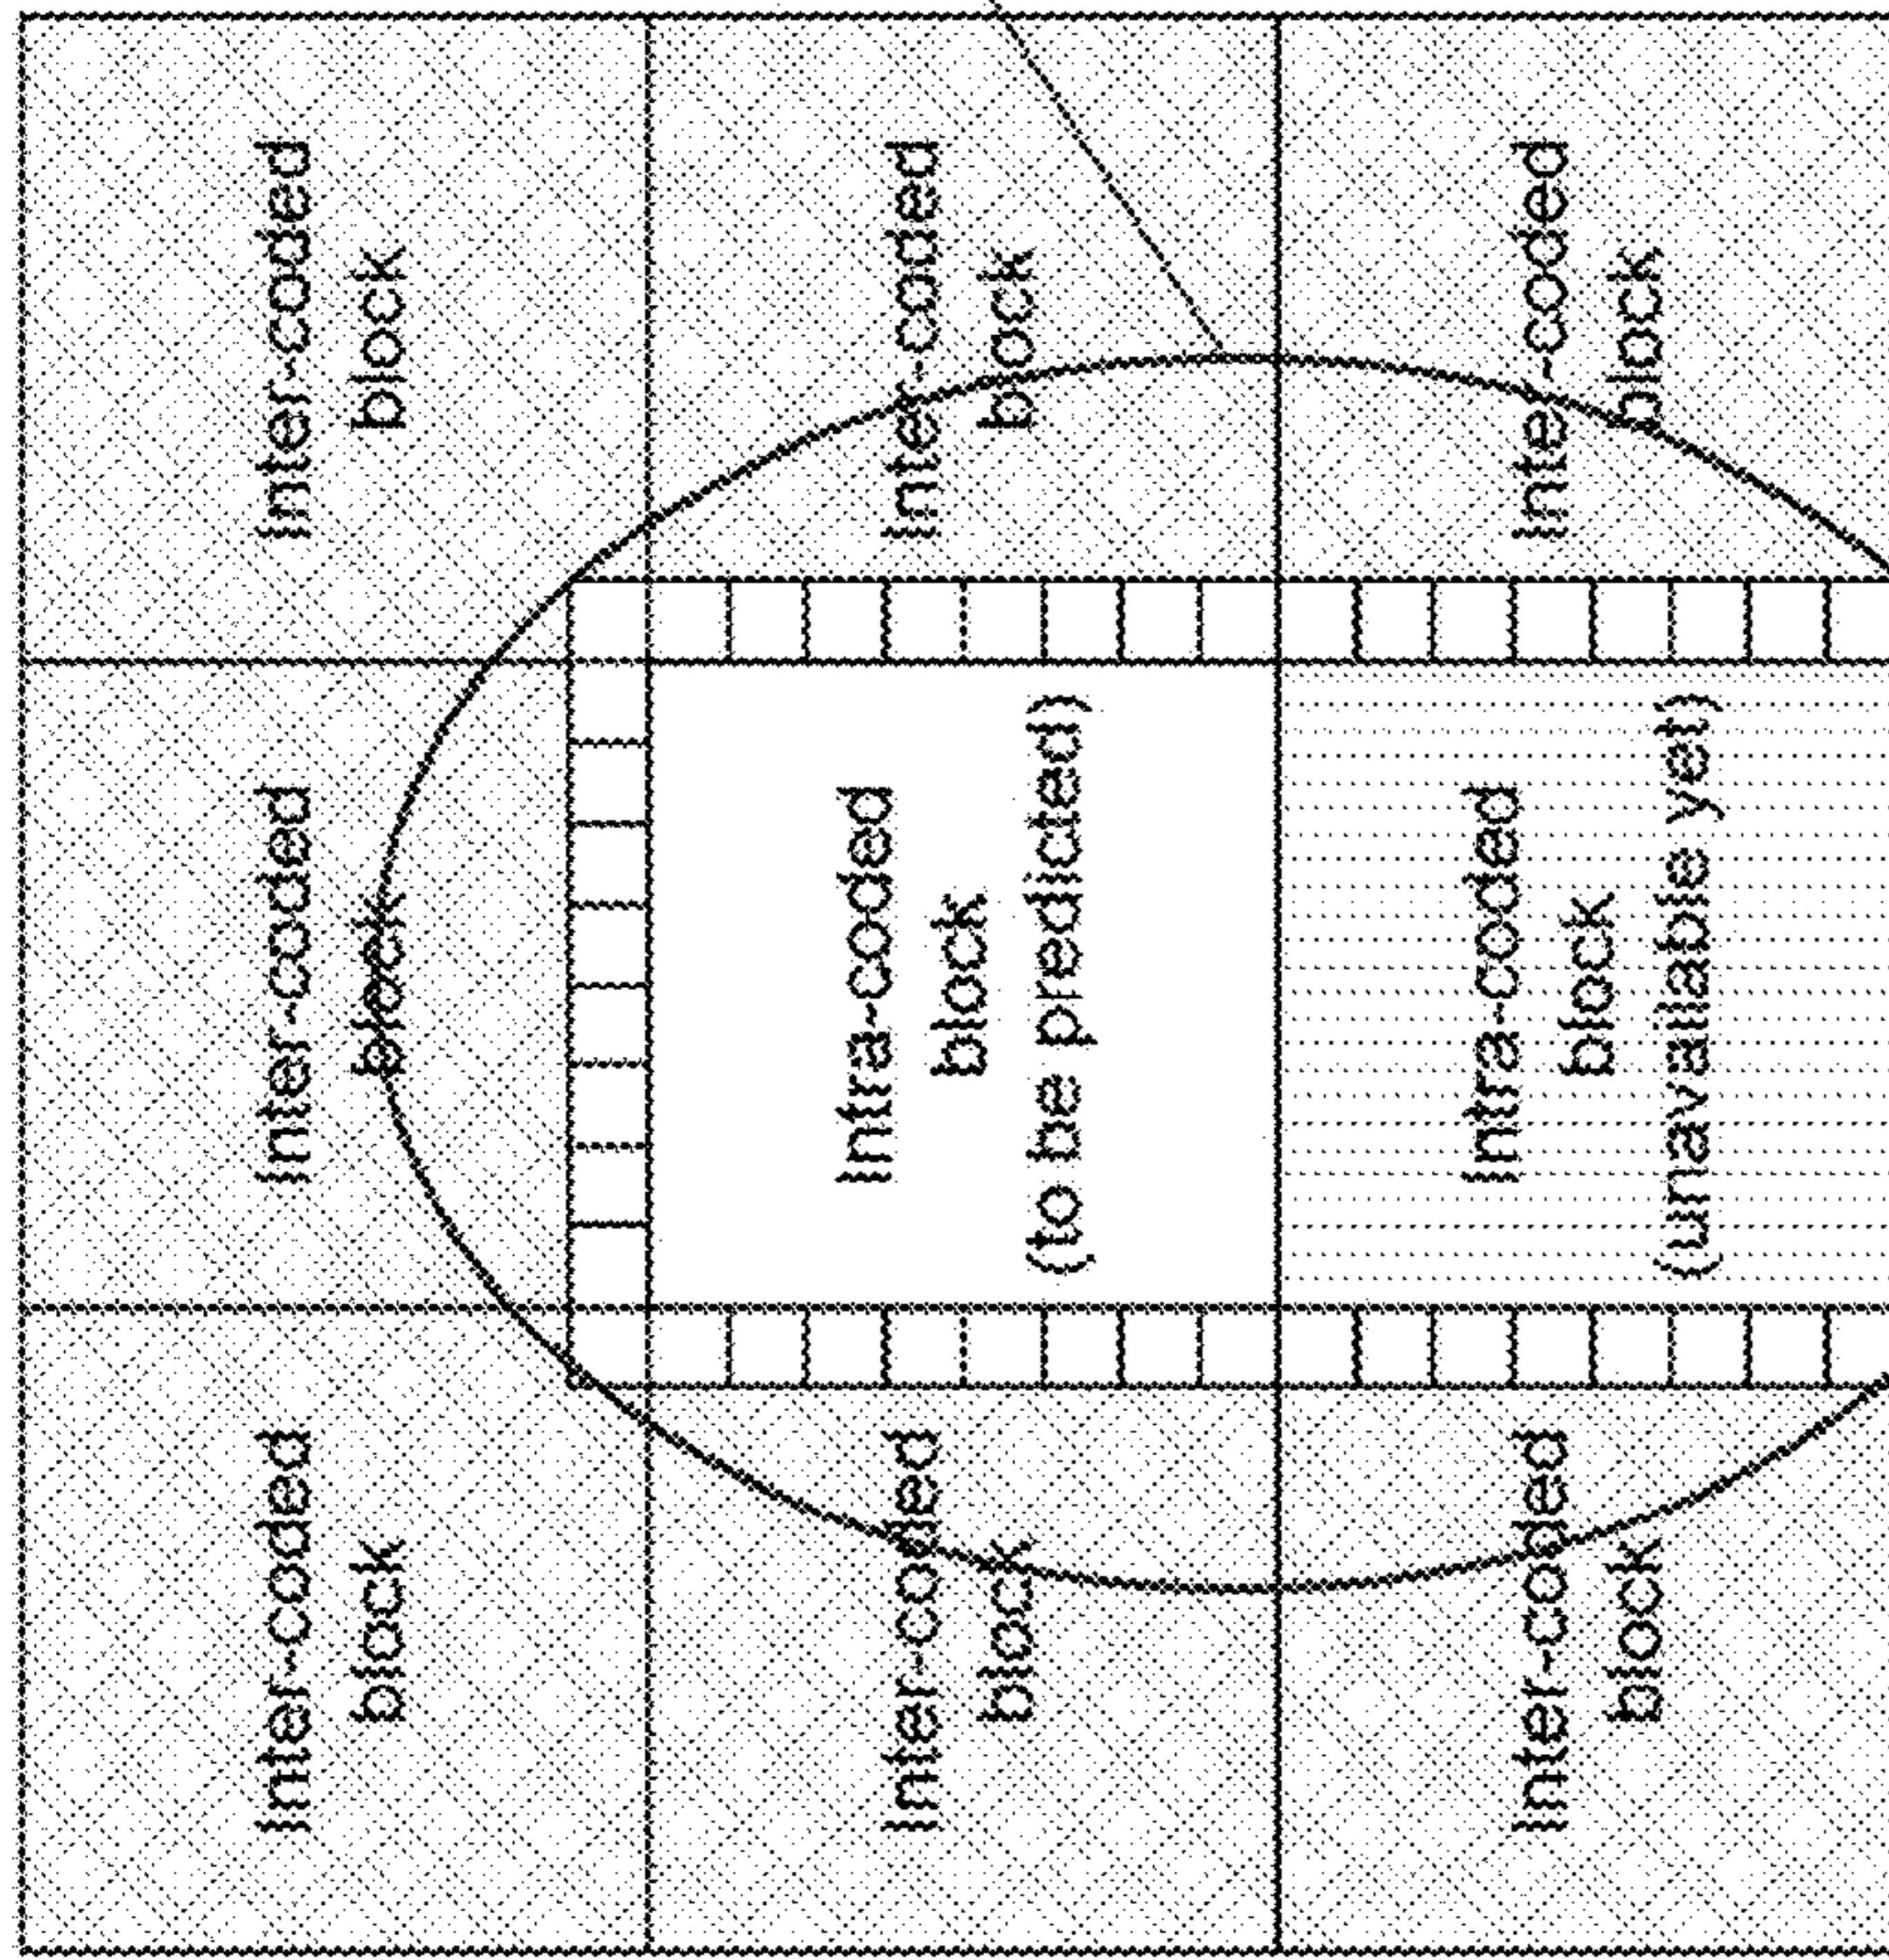 Inter-coded
block
Inter-coded
block
Inter-coded
block
Inter-coded
block
Intra-coded
block
(to be predicted)
Inter-coded
block
Inter-coded
block
Intra-coded
block
(unavailable yet)
Inter-coded
block